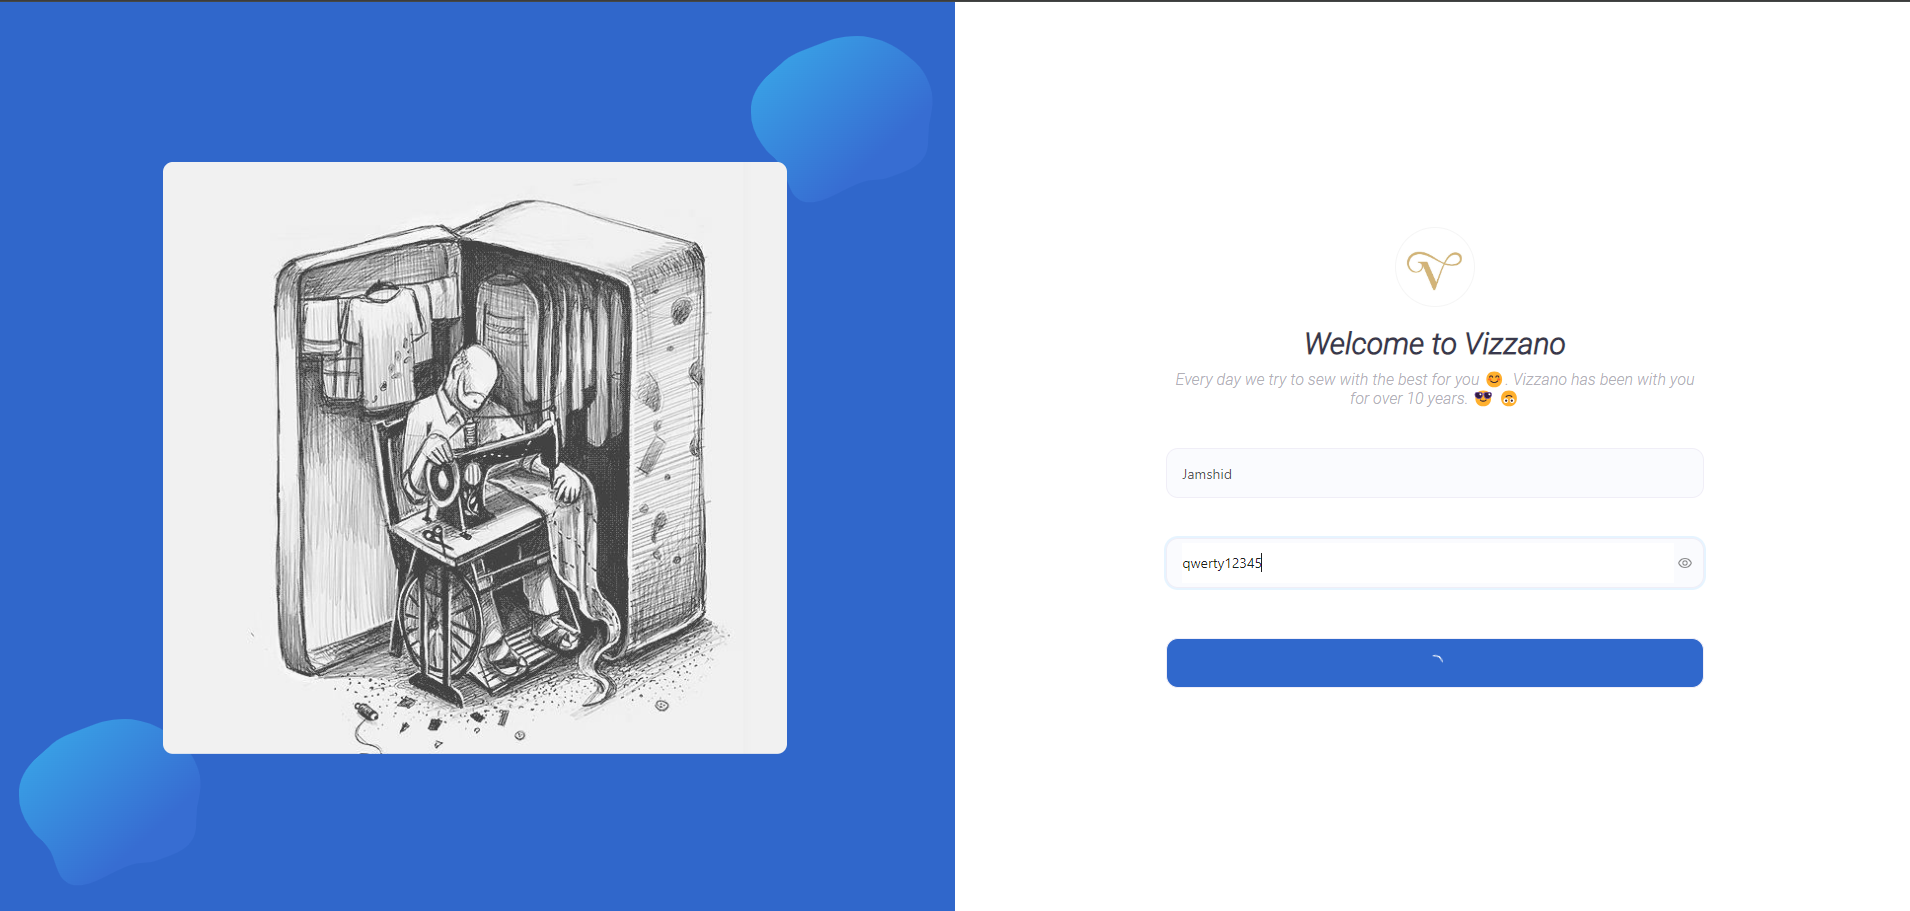 V
Welcome to Vizzano
Every day we try to sew with the best for you 😊. Vizzano has been with you
for over 10 years. 😎 🙃
Jamshid
qwerty12345